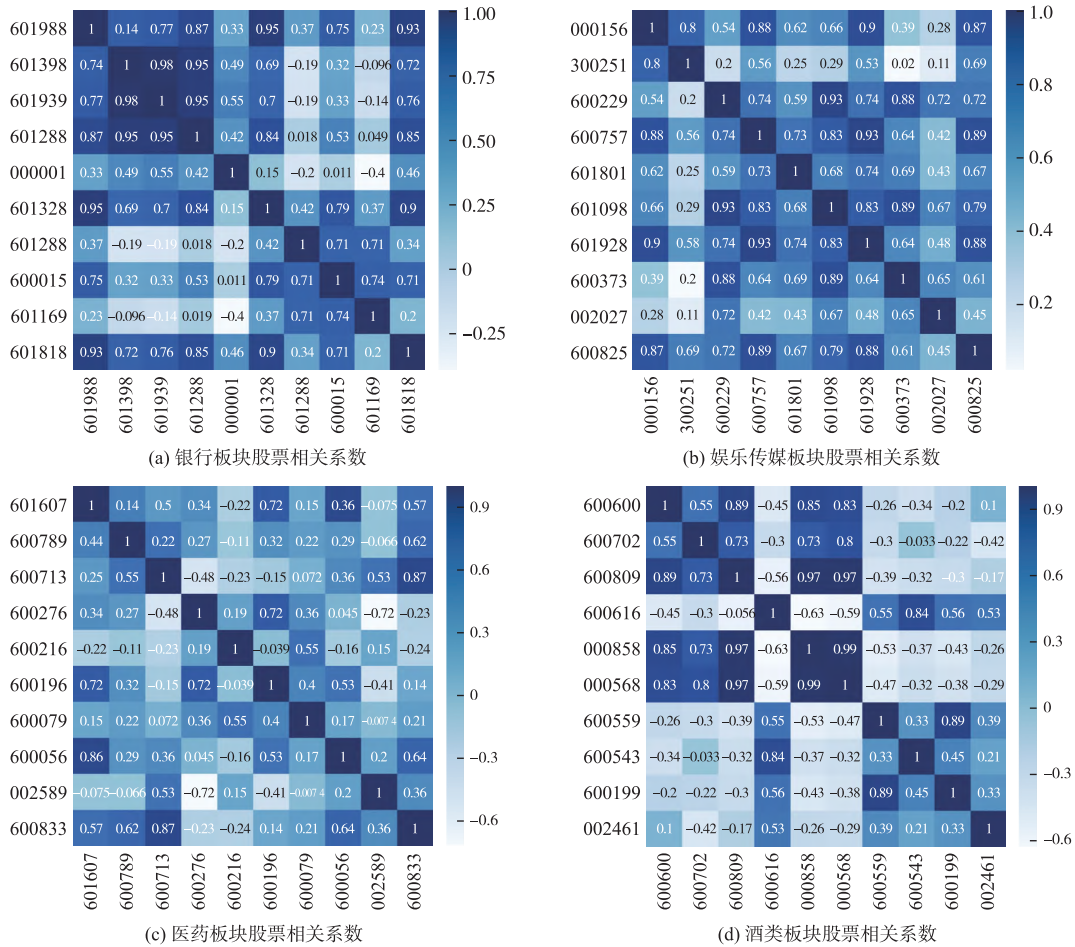 601988 1 0.14 0.77 0.87 0.33 0.95 0.37 0.75 0.23 0.93
601398 0.74 1 0.98 0.95 0.49 0.69 −0.19 0.32 −0.096 0.72
601939 0.77 0.98 1 0.95 0.55 0.7 −0.19 0.33 −0.14 0.76
601288 0.87 0.95 0.95 1 0.42 0.84 0.018 0.53 0.049 0.85
000001 0.33 0.49 0.55 0.42 1 0.15 −0.2 0.011 −0.4 0.46
601328 0.95 0.69 0.7 0.84 0.15 1 0.42 0.79 0.37 0.9
601288 0.37 −0.19 −0.19 0.018 −0.2 0.42 1 0.71 0.71 0.34
600015 0.75 0.32 0.33 0.53 0.011 0.79 0.71 1 0.74 0.71
601169 0.23 −0.096 −0.14 0.019 −0.4 0.37 0.71 0.74 1 0.2
601818 0.93 0.72 0.76 0.85 0.46 0.9 0.34 0.71 0.2 1
601988 601398 601939 601288 000001 601328 601288 600015 601169 601818
1.00
0.75
0.50
0.25
0
−0.25
(a) 银行板块股票相关系数
000156 1 0.8 0.54 0.88 0.62 0.66 0.9 0.39 0.28 0.87
300251 0.8 1 0.2 0.56 0.25 0.29 0.53 0.02 0.11 0.69
600229 0.54 0.2 1 0.74 0.59 0.93 0.74 0.88 0.72 0.72
600757 0.88 0.56 0.74 1 0.73 0.83 0.93 0.64 0.42 0.89
601801 0.62 0.25 0.59 0.73 1 0.68 0.74 0.69 0.43 0.67
601098 0.66 0.29 0.93 0.83 0.68 1 0.83 0.89 0.67 0.79
601928 0.9 0.58 0.74 0.93 0.74 0.83 1 0.64 0.48 0.88
600373 0.39 0.2 0.88 0.64 0.69 0.89 0.64 1 0.65 0.61
002027 0.28 0.11 0.72 0.42 0.43 0.67 0.48 0.65 1 0.45
600825 0.87 0.69 0.72 0.89 0.67 0.79 0.88 0.61 0.45 1
000156 300251 600229 600757 601801 601098 601928 600373 002027 600825
1.0
0.8
0.6
0.4
0.2
(b) 娱乐传媒板块股票相关系数
601607 1 0.14 0.5 0.34 −0.22 0.72 0.15 0.36 −0.075 0.57
600789 0.44 1 0.22 0.27 −0.11 0.32 0.22 0.29 −0.066 0.62
600713 0.25 0.55 1 −0.48 −0.23 −0.15 0.072 0.36 0.53 0.87
600276 0.34 0.27 −0.48 1 0.19 0.72 0.36 0.045 −0.72 −0.23
600216 −0.22 −0.11 −0.23 0.19 1 −0.039 0.55 −0.16 0.15 −0.24
600196 0.72 0.32 −0.15 0.72 −0.039 1 0.4 0.53 −0.41 0.14
600079 0.15 0.22 0.072 0.36 0.55 0.4 1 0.17 −0.007 4 0.21
600056 0.86 0.29 0.36 0.045 −0.16 0.53 0.17 1 0.2 0.64
002589 −0.075 −0.066 0.53 −0.72 0.15 −0.41 −0.007 4 0.2 1 0.36
600833 0.57 0.62 0.87 −0.23 −0.24 0.14 0.21 0.64 0.36 1
601607 600789 600713 600276 600216 600196 600079 600056 002589 600833
0.9
0.6
0.3
0
−0.3
−0.6
(c) 医药板块股票相关系数
600600 1 0.55 0.89 −0.45 0.85 0.83 −0.26 −0.34 −0.2 0.1
600702 0.55 1 0.73 −0.3 0.73 0.8 −0.3 −0.033 −0.22 −0.42
600809 0.89 0.73 1 −0.56 0.97 0.97 −0.39 −0.32 −0.3 −0.17
600616 −0.45 −0.3 −0.056 1 −0.63 −0.59 0.55 0.84 0.56 0.53
000858 0.85 0.73 0.97 −0.63 1 0.99 −0.53 −0.37 −0.43 −0.26
000568 0.83 0.8 0.97 −0.59 0.99 1 −0.47 −0.32 −0.38 −0.29
600559 −0.26 −0.3 −0.39 0.55 −0.53 −0.47 1 0.33 0.89 0.39
600543 −0.34 −0.033 −0.32 0.84 −0.37 −0.32 0.33 1 0.45 0.21
600199 −0.2 −0.22 −0.3 0.56 −0.43 −0.38 0.89 0.45 1 0.33
002461 0.1 −0.42 −0.17 0.53 −0.26 −0.29 0.39 0.21 0.33 1
600600 600702 600809 600616 000858 000568 600559 600543 600199 002461
0.9
0.6
0.3
0
−0.3
−0.6
(d) 酒类板块股票相关系数